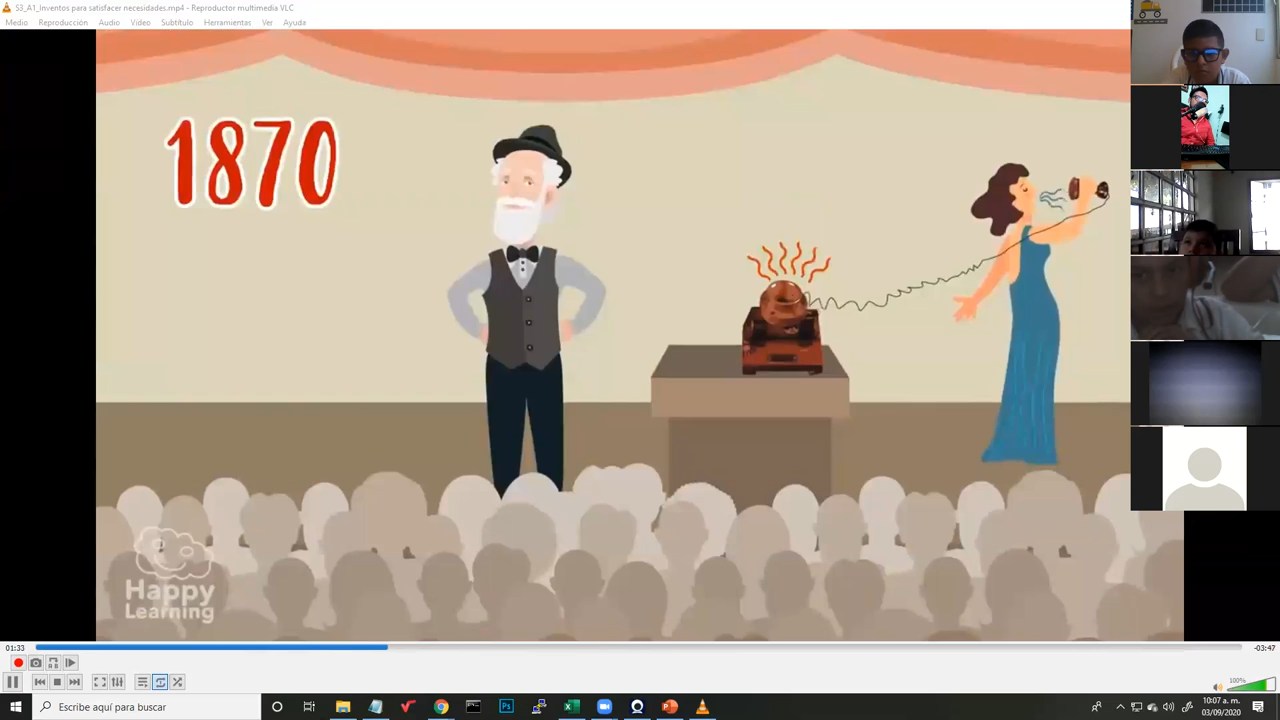 S3_A1_Inventos para satisfacer necesidades.mp4 - Reproductor multimedia VLC
Medio Reproducción Audio Video Subtítulo Herramientas Ver Ayuda
1870
Happy
Learning
01:33
-03:47
100%
Escribe aquí para buscar
10:07 a. m.
03/09/2020